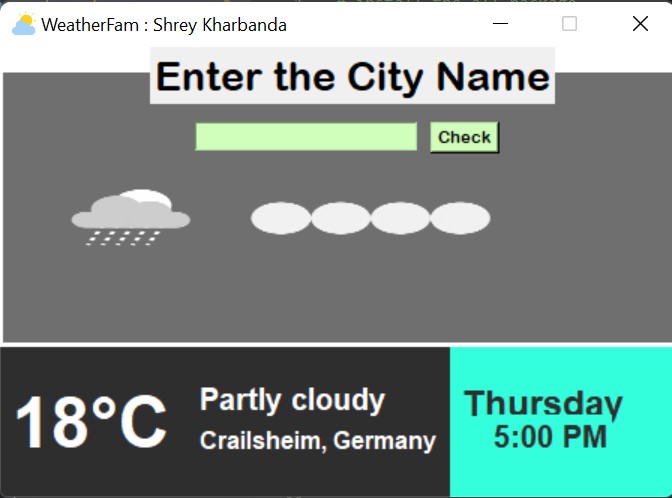 WeatherFam : Shrey Kharbanda
Enter the City Name
Check
18°C
Partly cloudy
Crailsheim, Germany
Thursday
5:00 PM